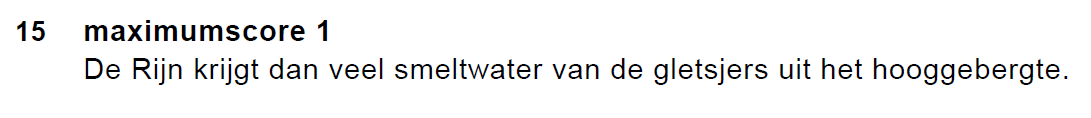 15 maximumscore 1
De Rijn krijgt dan veel smeltwater van de gletsjers uit het hooggebergte.